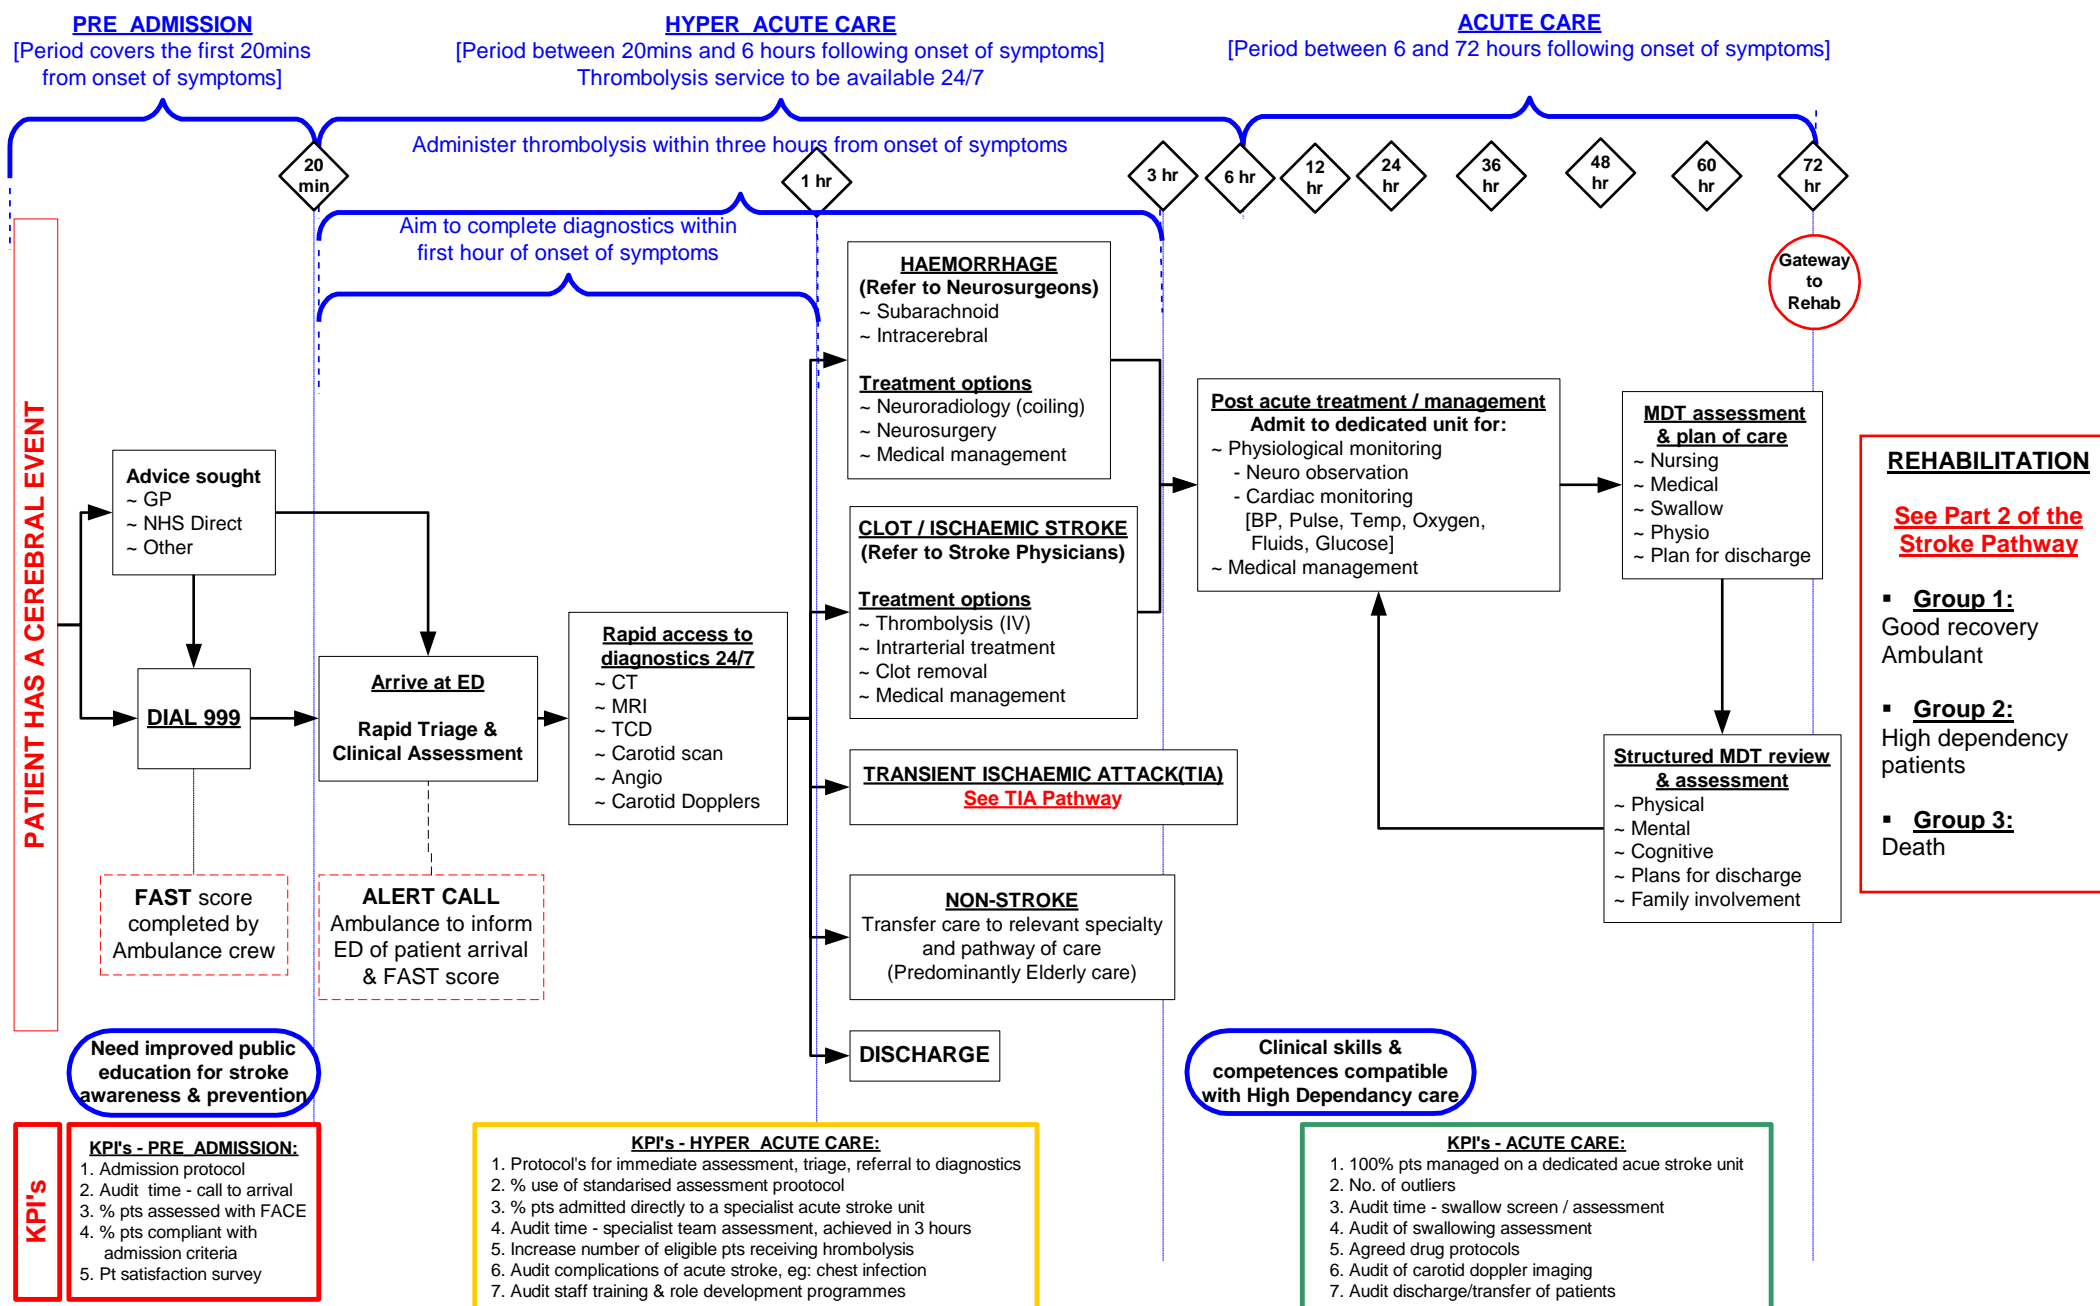 PRE  ADMISSION
[Period covers the first 20mins
from onset of symptoms]
HYPER  ACUTE CARE
[Period between 20mins and 6 hours following onset of symptoms]
Thrombolysis service to be available 24/7
ACUTE CARE
[Period between 6 and 72 hours following onset of symptoms]
Administer thrombolysis within three hours from onset of symptoms
20
min
1 hr
3 hr
6 hr
12
hr
24
hr
36
hr
48
hr
60
hr
72
hr
Aim to complete diagnostics within
first hour of onset of symptoms
Gateway
to
Rehab
PATIENT HAS A CEREBRAL EVENT
Advice sought
~ GP
~ NHS Direct
~ Other
DIAL 999
FAST score
completed by
Ambulance crew
Arrive at ED
Rapid Triage &
Clinical Assessment
ALERT CALL
Ambulance to inform
ED of patient arrival
& FAST score
Rapid access to
diagnostics 24/7
~ CT
~ MRI
~ TCD
~ Carotid scan
~ Angio
~ Carotid Dopplers
HAEMORRHAGE
(Refer to Neurosurgeons)
~ Subarachnoid
~ Intracerebral
Treatment options
~ Neuroradiology (coiling)
~ Neurosurgery
~ Medical management
CLOT / ISCHAEMIC STROKE
(Refer to Stroke Physicians)
Treatment options
~ Thrombolysis (IV)
~ Intrarterial treatment
~ Clot removal
~ Medical management
TRANSIENT ISCHAEMIC ATTACK(TIA)
See TIA Pathway
NON-STROKE
Transfer care to relevant specialty
and pathway of care
(Predominantly Elderly care)
DISCHARGE
Post acute treatment / management
Admit to dedicated unit for:
~ Physiological monitoring
- Neuro observation
- Cardiac monitoring
[BP, Pulse, Temp, Oxygen,
Fluids, Glucose]
~ Medical management
MDT assessment
& plan of care
~ Nursing
~ Medical
~ Swallow
~ Physio
~ Plan for discharge
Structured MDT review
& assessment
~ Physical
~ Mental
~ Cognitive
~ Plans for discharge
~ Family involvement
REHABILITATION
See Part 2 of the
Stroke Pathway
▪ Group 1:
Good recovery
Ambulant
▪ Group 2:
High dependency
patients
▪ Group 3:
Death
Need improved public
education for stroke
awareness & prevention
Clinical skills &
competences compatible
with High Dependancy care
KPI's
KPI's - PRE  ADMISSION:
1. Admission protocol
2. Audit  time - call to arrival
3. % pts assessed with FACE
4. % pts compliant with
admission criteria
5. Pt satisfaction survey
KPI's - HYPER  ACUTE CARE:
1. Protocol's for immediate assessment, triage, referral to diagnostics
2. % use of standarised assessment prootocol
3. % pts admitted directly to a specialist acute stroke unit
4. Audit time - specialist team assessment, achieved in 3 hours
5. Increase number of eligible pts receiving hrombolysis
6. Audit complications of acute stroke, eg: chest infection
7. Audit staff training & role development programmes
KPI's - ACUTE CARE:
1. 100% pts managed on a dedicated acue stroke unit
2. No. of outliers
3. Audit time - swallow screen / assessment
4. Audit of swallowing assessment
5. Agreed drug protocols
6. Audit of carotid doppler imaging
7. Audit discharge/transfer of patients